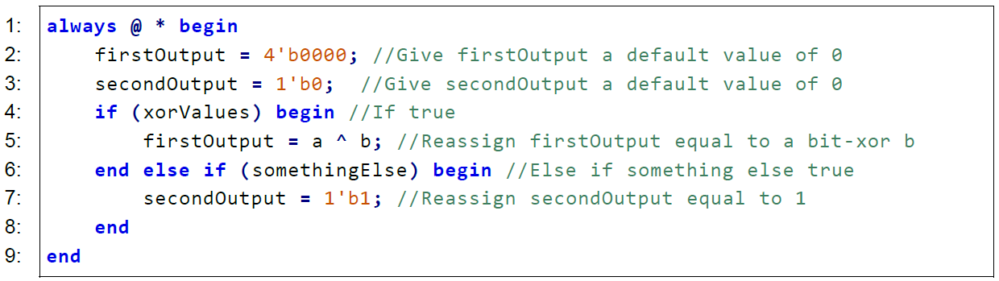 1: always @ * begin
2:     firstOutput = 4'b0000; //Give firstOutput a default value of 0
3:     secondOutput = 1'b0;  //Give secondOutput a default value of 0
4:     if (xorValues) begin //If true
5:         firstOutput = a ^ b; //Reassign firstOutput equal to a bit-xor b
6:     end else if (somethingElse) begin //Else if something else true
7:         secondOutput = 1'b1; //Reassign secondOutput equal to 1
8:     end
9: end